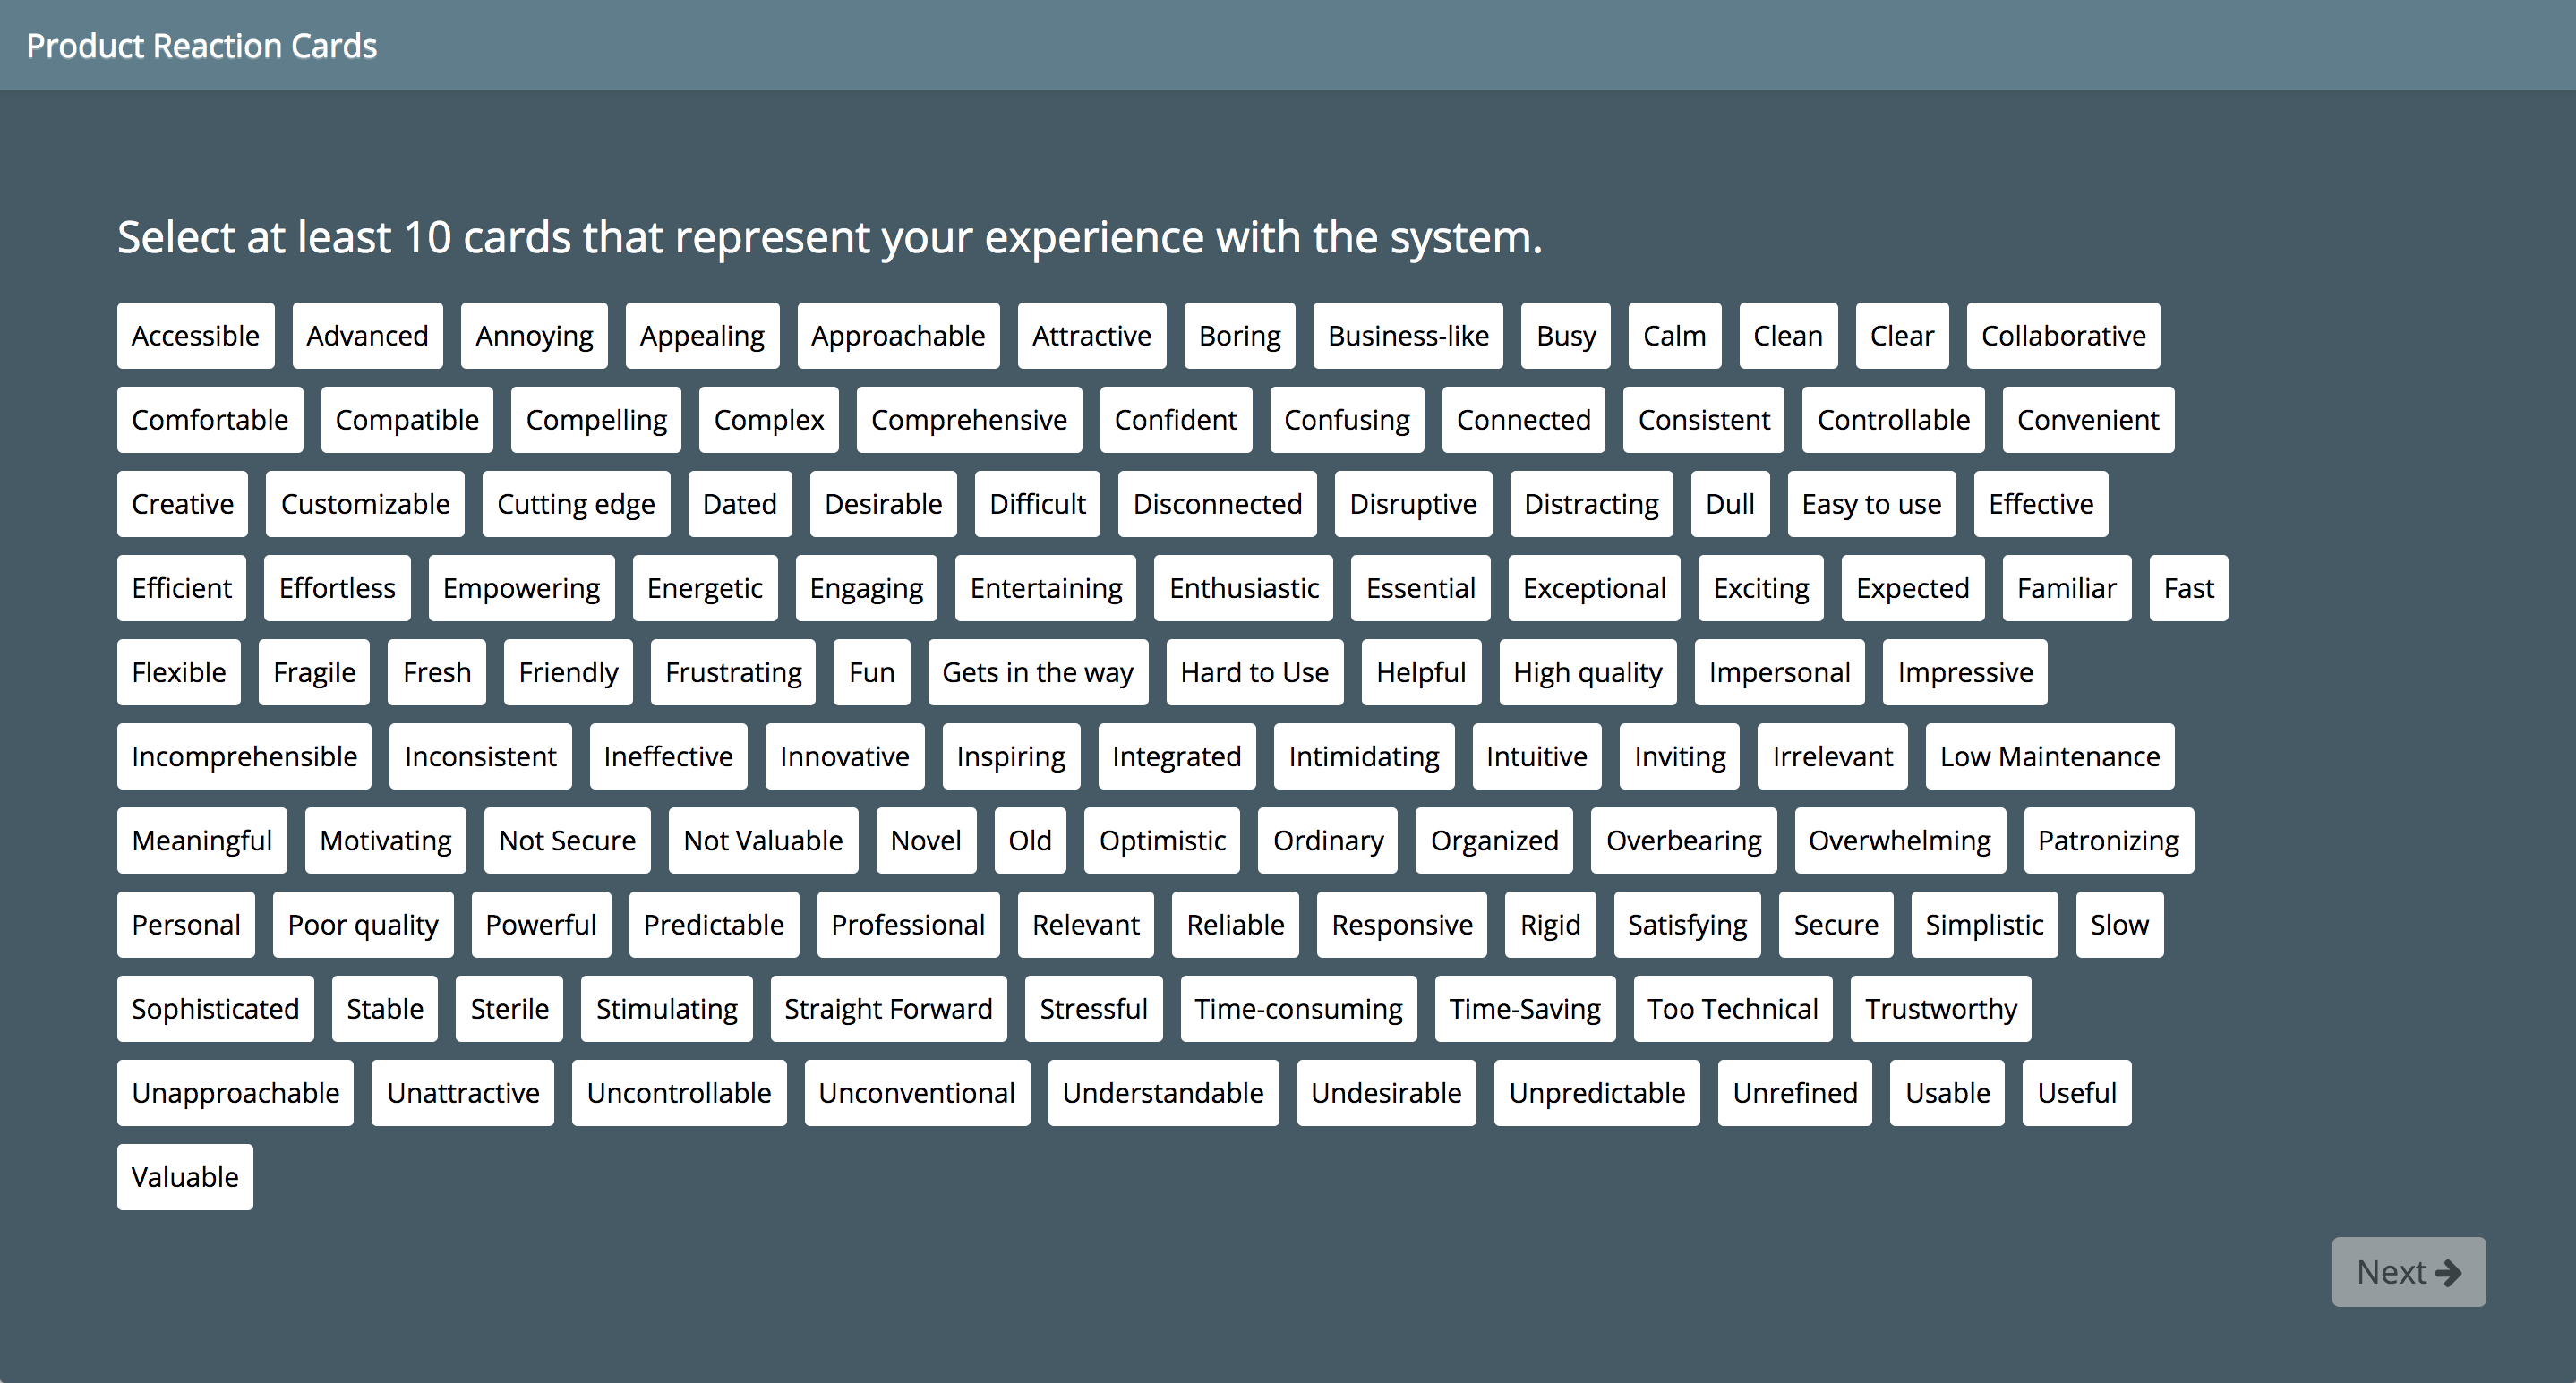 Product Reaction Cards
Select at least 10 cards that represent your experience with the system.
Accessible Advanced Annoying Appealing Approachable Attractive Boring Business-like Busy Calm Clean Clear Collaborative
Comfortable Compatible Compelling Complex Comprehensive Confident Confusing Connected Consistent Controllable Convenient
Creative Customizable Cutting edge Dated Desirable Difficult Disconnected Disruptive Distracting Dull Easy to use Effective
Efficient Effortless Empowering Energetic Engaging Entertaining Enthusiastic Essential Exceptional Exciting Expected Familiar Fast
Flexible Fragile Fresh Friendly Frustrating Fun Gets in the way Hard to Use Helpful High quality Impersonal Impressive
Incomprehensible Inconsistent Ineffective Innovative Inspiring Integrated Intimidating Intuitive Inviting Irrelevant Low Maintenance
Meaningful Motivating Not Secure Not Valuable Novel Old Optimistic Ordinary Organized Overbearing Overwhelming Patronizing
Personal Poor quality Powerful Predictable Professional Relevant Reliable Responsive Rigid Satisfying Secure Simplistic Slow
Sophisticated Stable Sterile Stimulating Straight Forward Stressful Time-consuming Time-Saving Too Technical Trustworthy
Unapproachable Unattractive Uncontrollable Unconventional Understandable Undesirable Unpredictable Unrefined Usable Useful
Valuable
Next